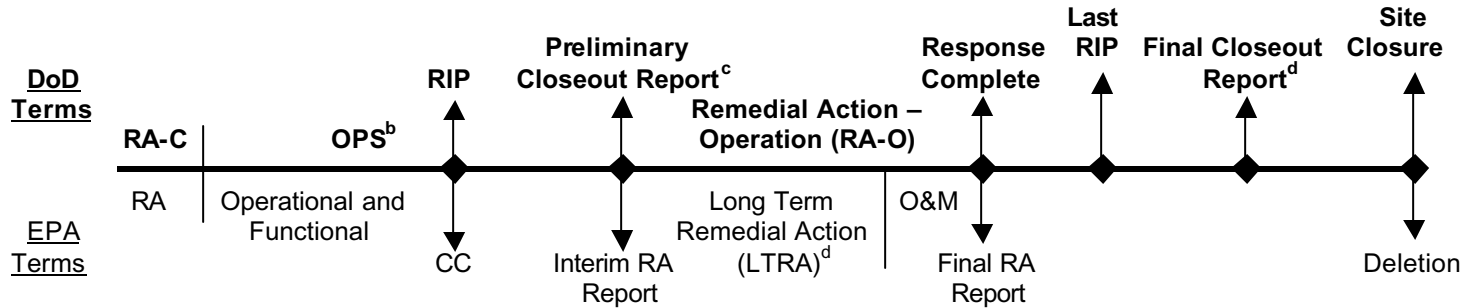 DoD
Terms
RA-C
OPS^b
RIP
Preliminary
Closeout Report^c
Remedial Action –
Operation (RA-O)
Response
Complete
Last
RIP
Final Closeout
Report^d
Site
Closure
EPA
Terms
RA
Operational and
Functional
CC
Interim RA
Report
Long Term
Remedial Action
(LTRA)^d
O&M
Final RA
Report
Deletion